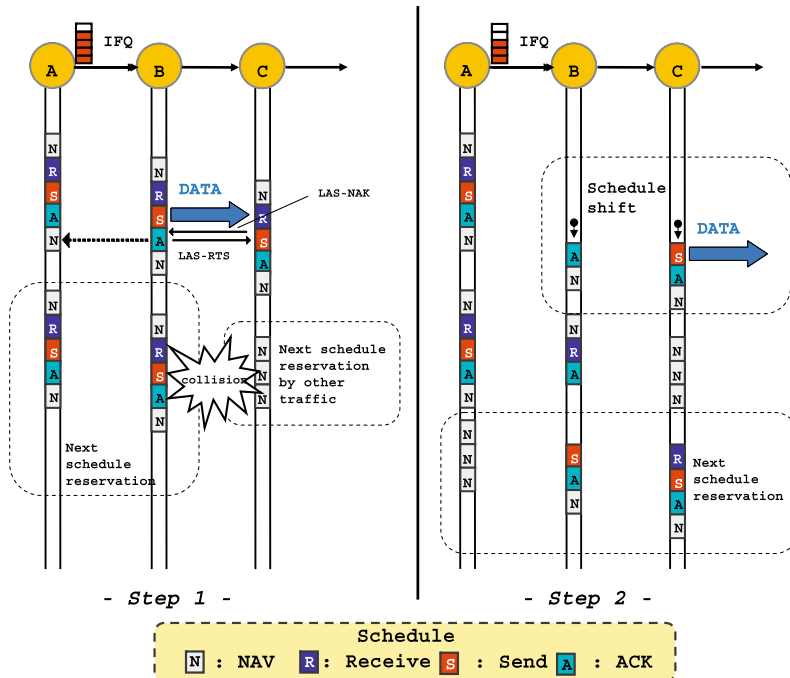 IFQ
A
B
C
N
R
S
A
N
N
R
S
A
N
N
R
S
A
N
DATA
LAS-NAK
LAS-RTS
N
R
S
A
N
N
R
S
A
N
N
N
N
collision
Next schedule
reservation
by other
traffic
Next
schedule
reservation
- Step 1 -
IFQ
A
B
C
N
R
S
A
N
Schedule
shift
DATA
A
N
S
A
N
N
R
S
A
N
N
R
A
N
N
N
N
N
N
S
A
N
R
S
A
N
Next
schedule
reservation
- Step 2 -
Schedule
N : NAV R : Receive S : Send A : ACK